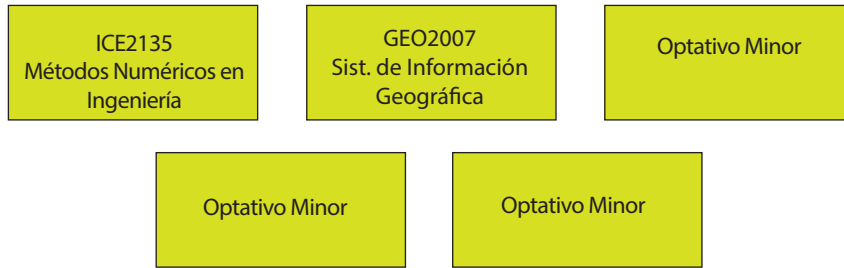 ICE2135
Métodos Numéricos en
Ingeniería
GEO2007
Sist. de Información
Geográfica
Optativo Minor
Optativo Minor
Optativo Minor